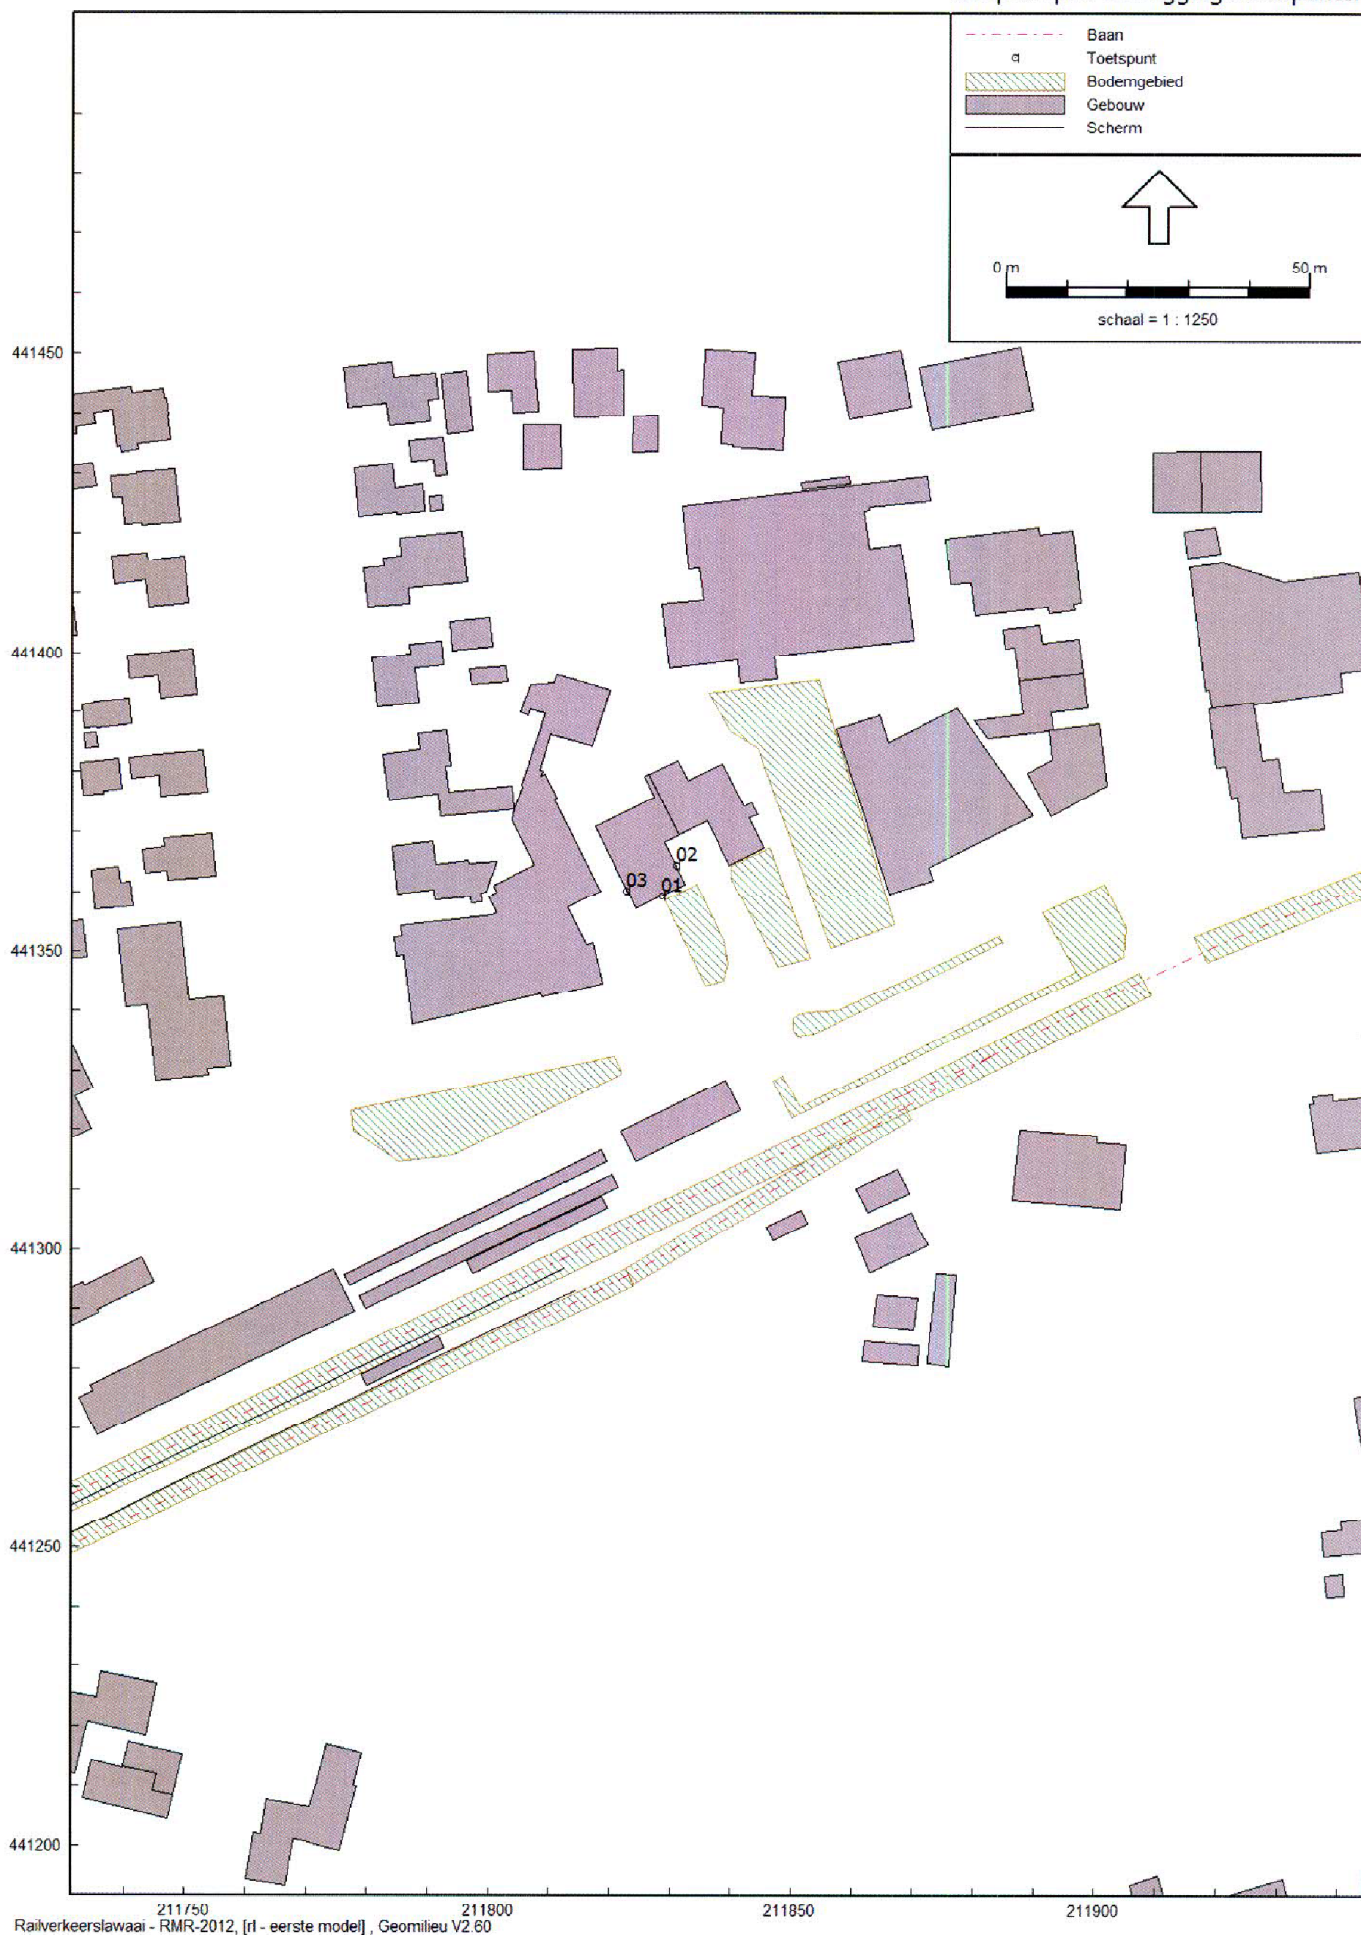 Baan
Toetspunt
Bodemgebied
Gebouw
Scherm
0 m 50 m
schaal = 1 : 1250
441450
441400
441350
441300
441250
441200
02
03 01
211750 211800 211850 211900
Railverkeerslawaai - RMR-2012, [rl - eerste model] , Geomilieu V2.60